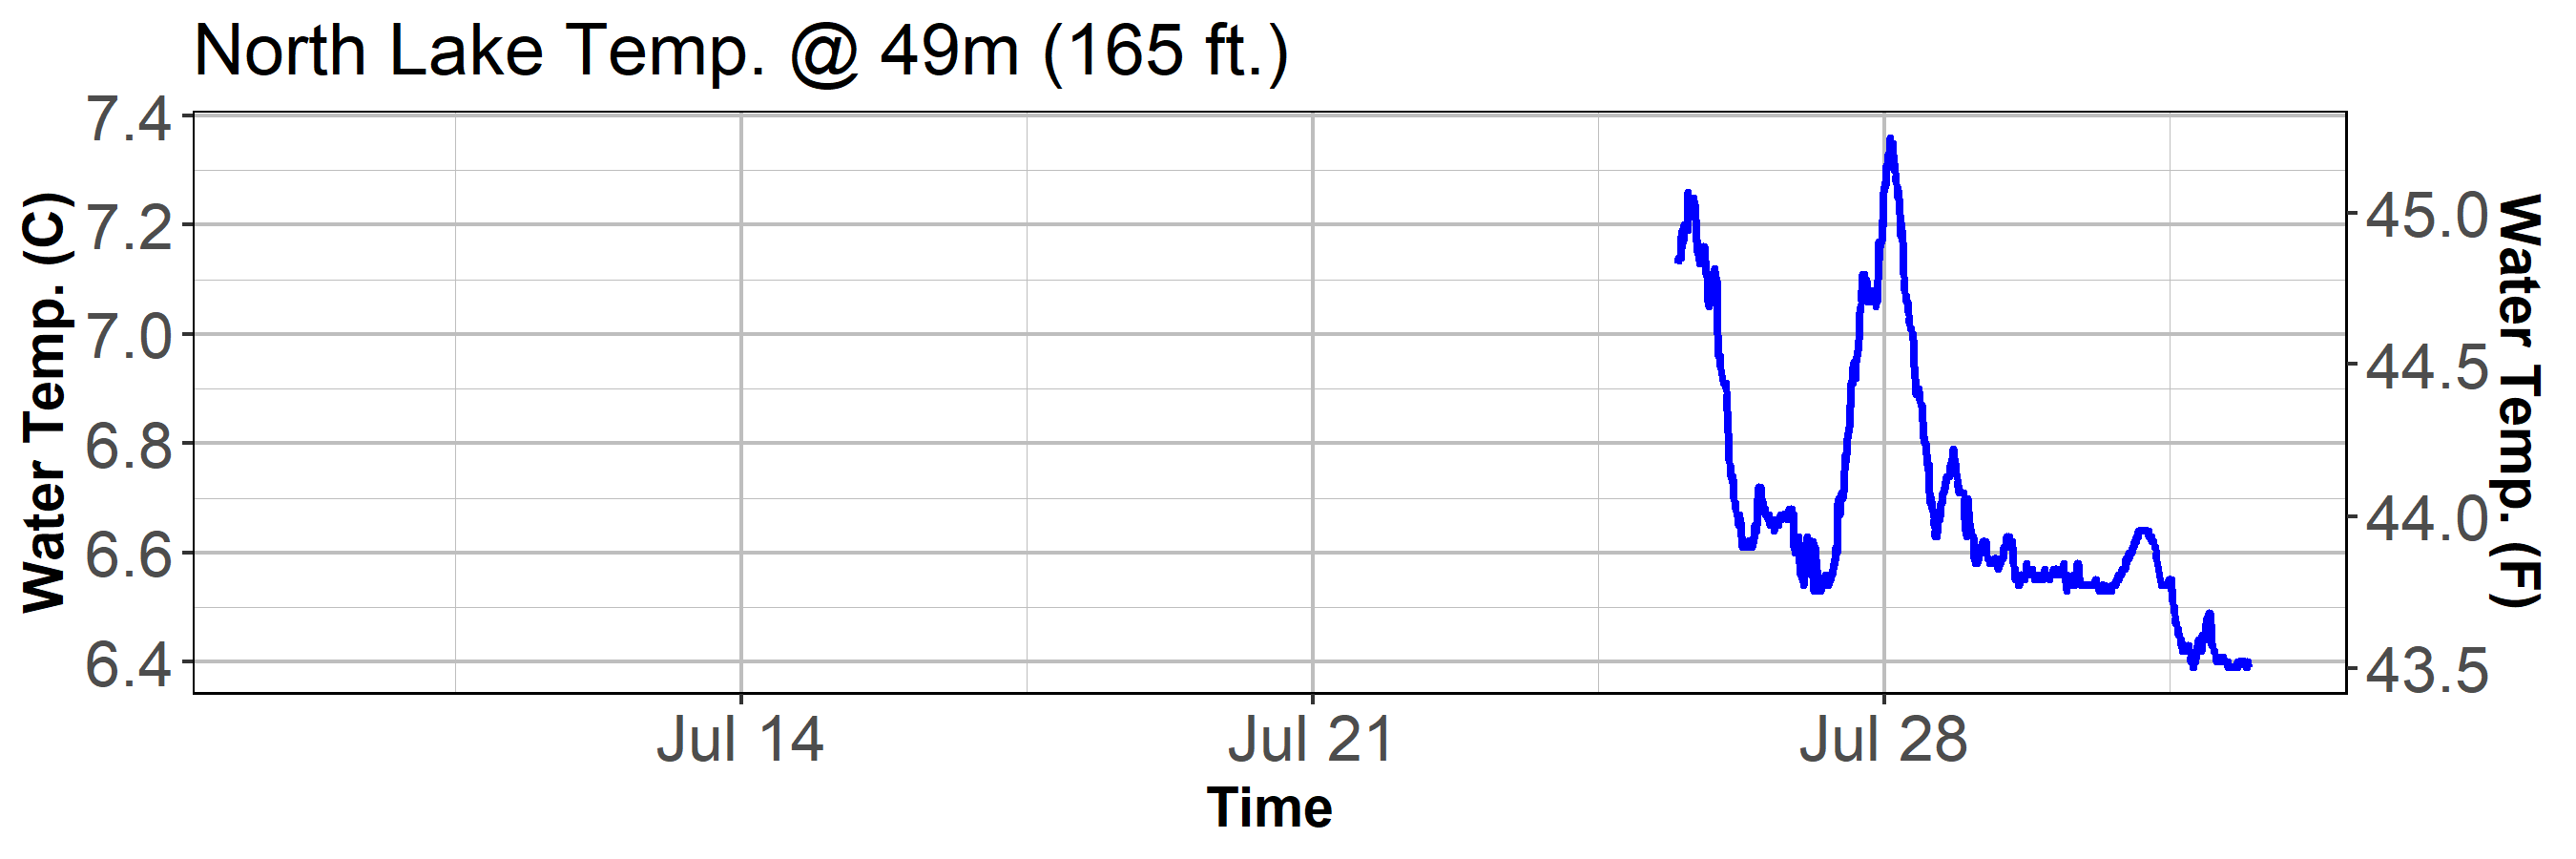 North Lake Temp. @ 49m (165 ft.)
7.4
7.2
7.0
6.8
6.6
6.4
Water Temp. (C)
45.0
44.5
44.0
43.5
Water Temp. (F)
Jul 14
Jul 21
Jul 28
Time